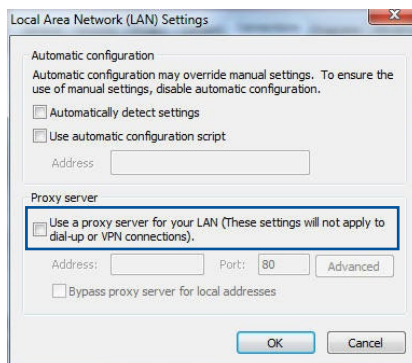 Local Area Network (LAN) Settings
Automatic configuration
Automatic configuration may override manual settings. To ensure the
use of manual settings, disable automatic configuration.
Automatically detect settings
Use automatic configuration script
Address
Proxy server
Use a proxy server for your LAN (These settings will not apply to
dial-up or VPN connections).
Address: Port: 80 Advanced
Bypass proxy server for local addresses
OK Cancel